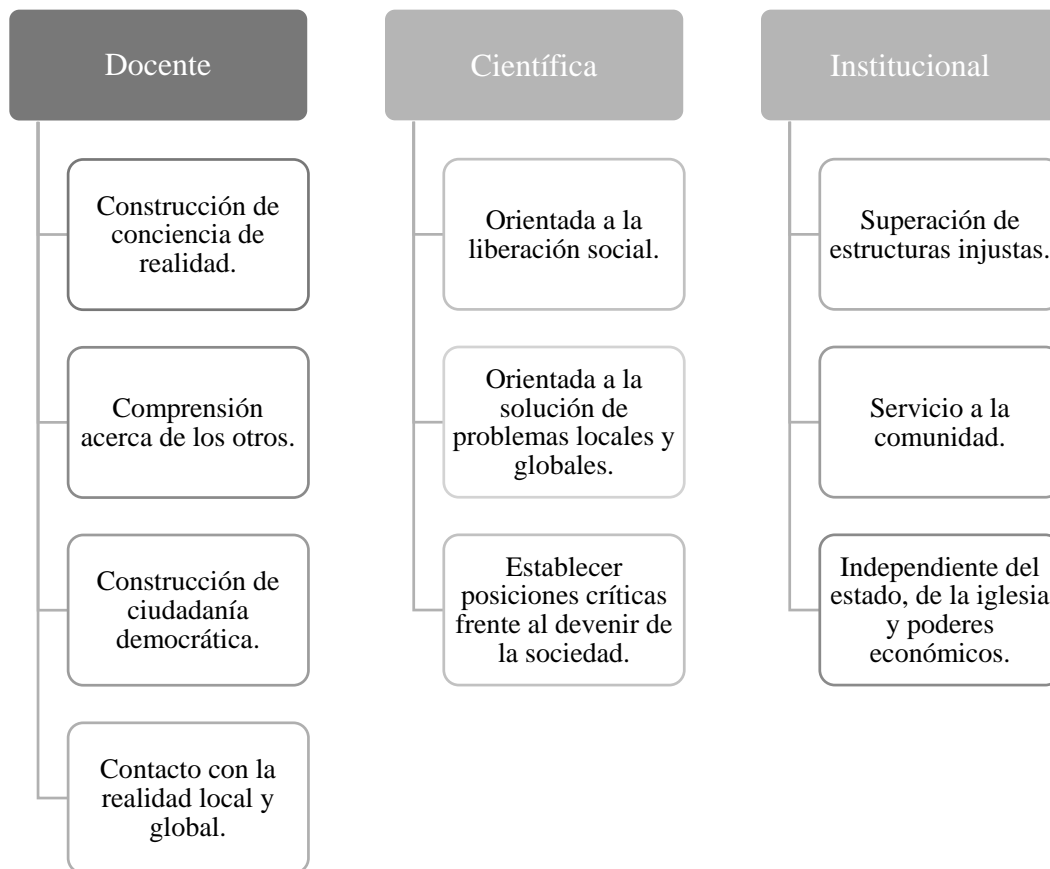 Docente
Construcción de
conciencia de
realidad.
Comprensión
acerca de los otros.
Construcción de
ciudadanía
democrática.
Contacto con la
realidad local y
global.
Científica
Orientada a la
liberación social.
Orientada a la
solución de
problemas locales y
globales.
Establecer
posiciones críticas
frente al devenir de
la sociedad.
Institucional
Superación de
estructuras injustas.
Servicio a la
comunidad.
Independiente del
estado, de la iglesia
y poderes
económicos.